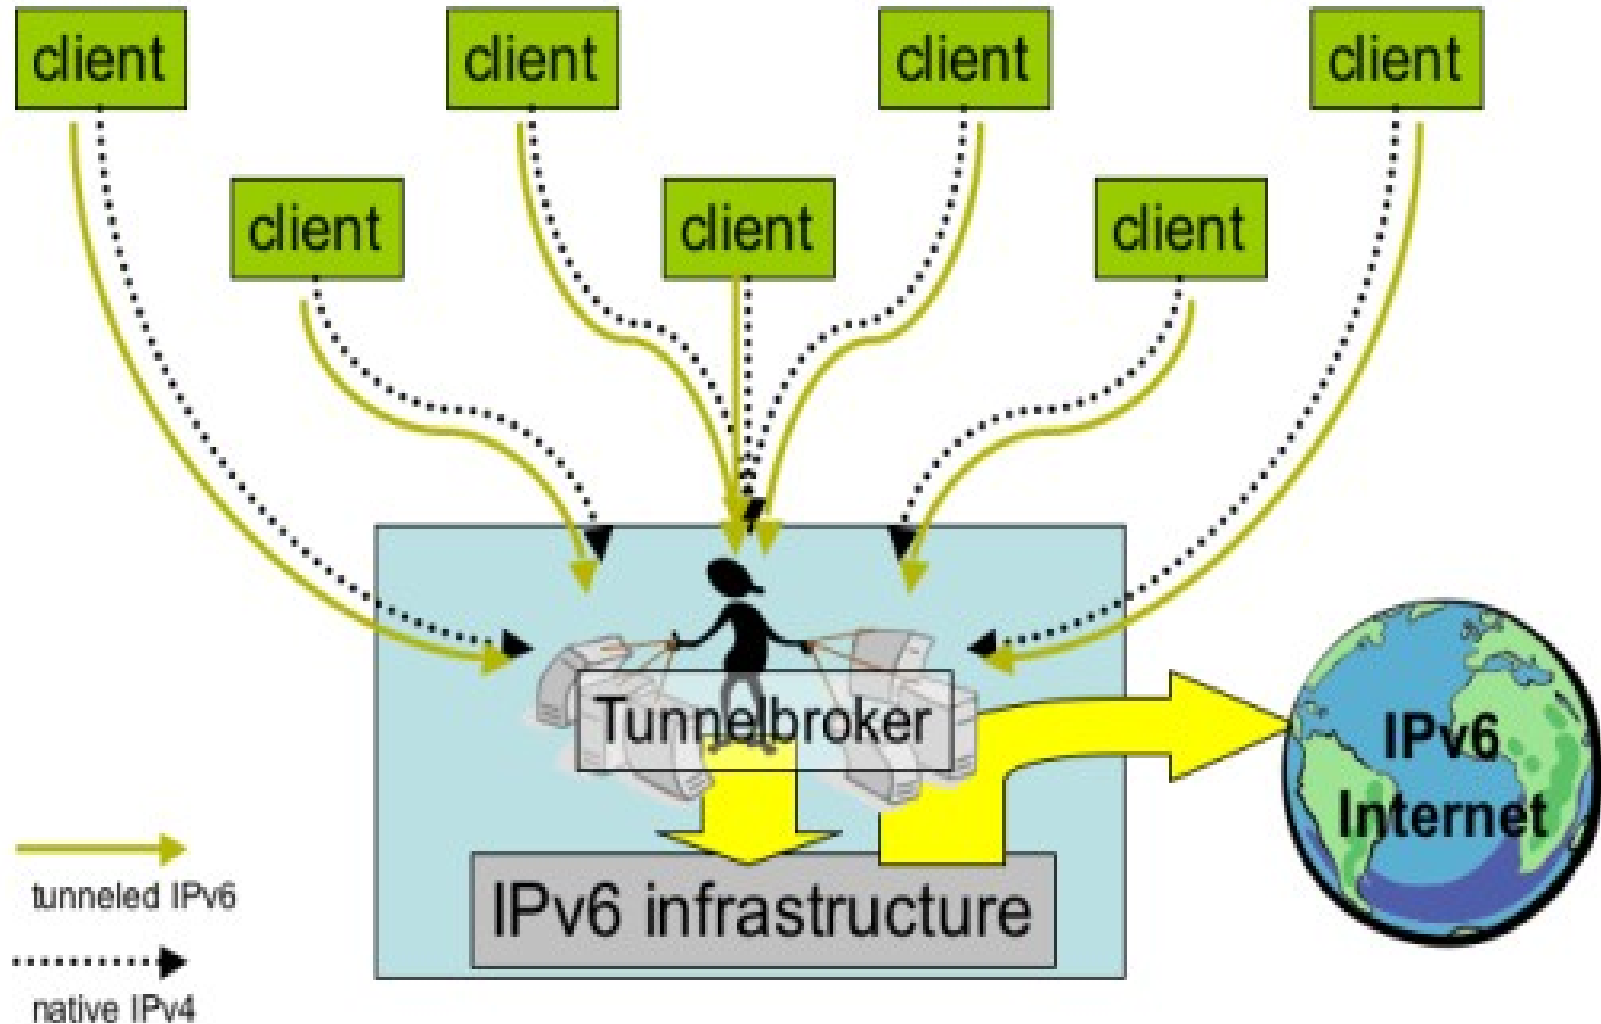 client
client
client
client
client
client
client
Tunnelbroker
IPv6
Internet
IPv6 infrastructure
tunneled IPv6
native IPv4